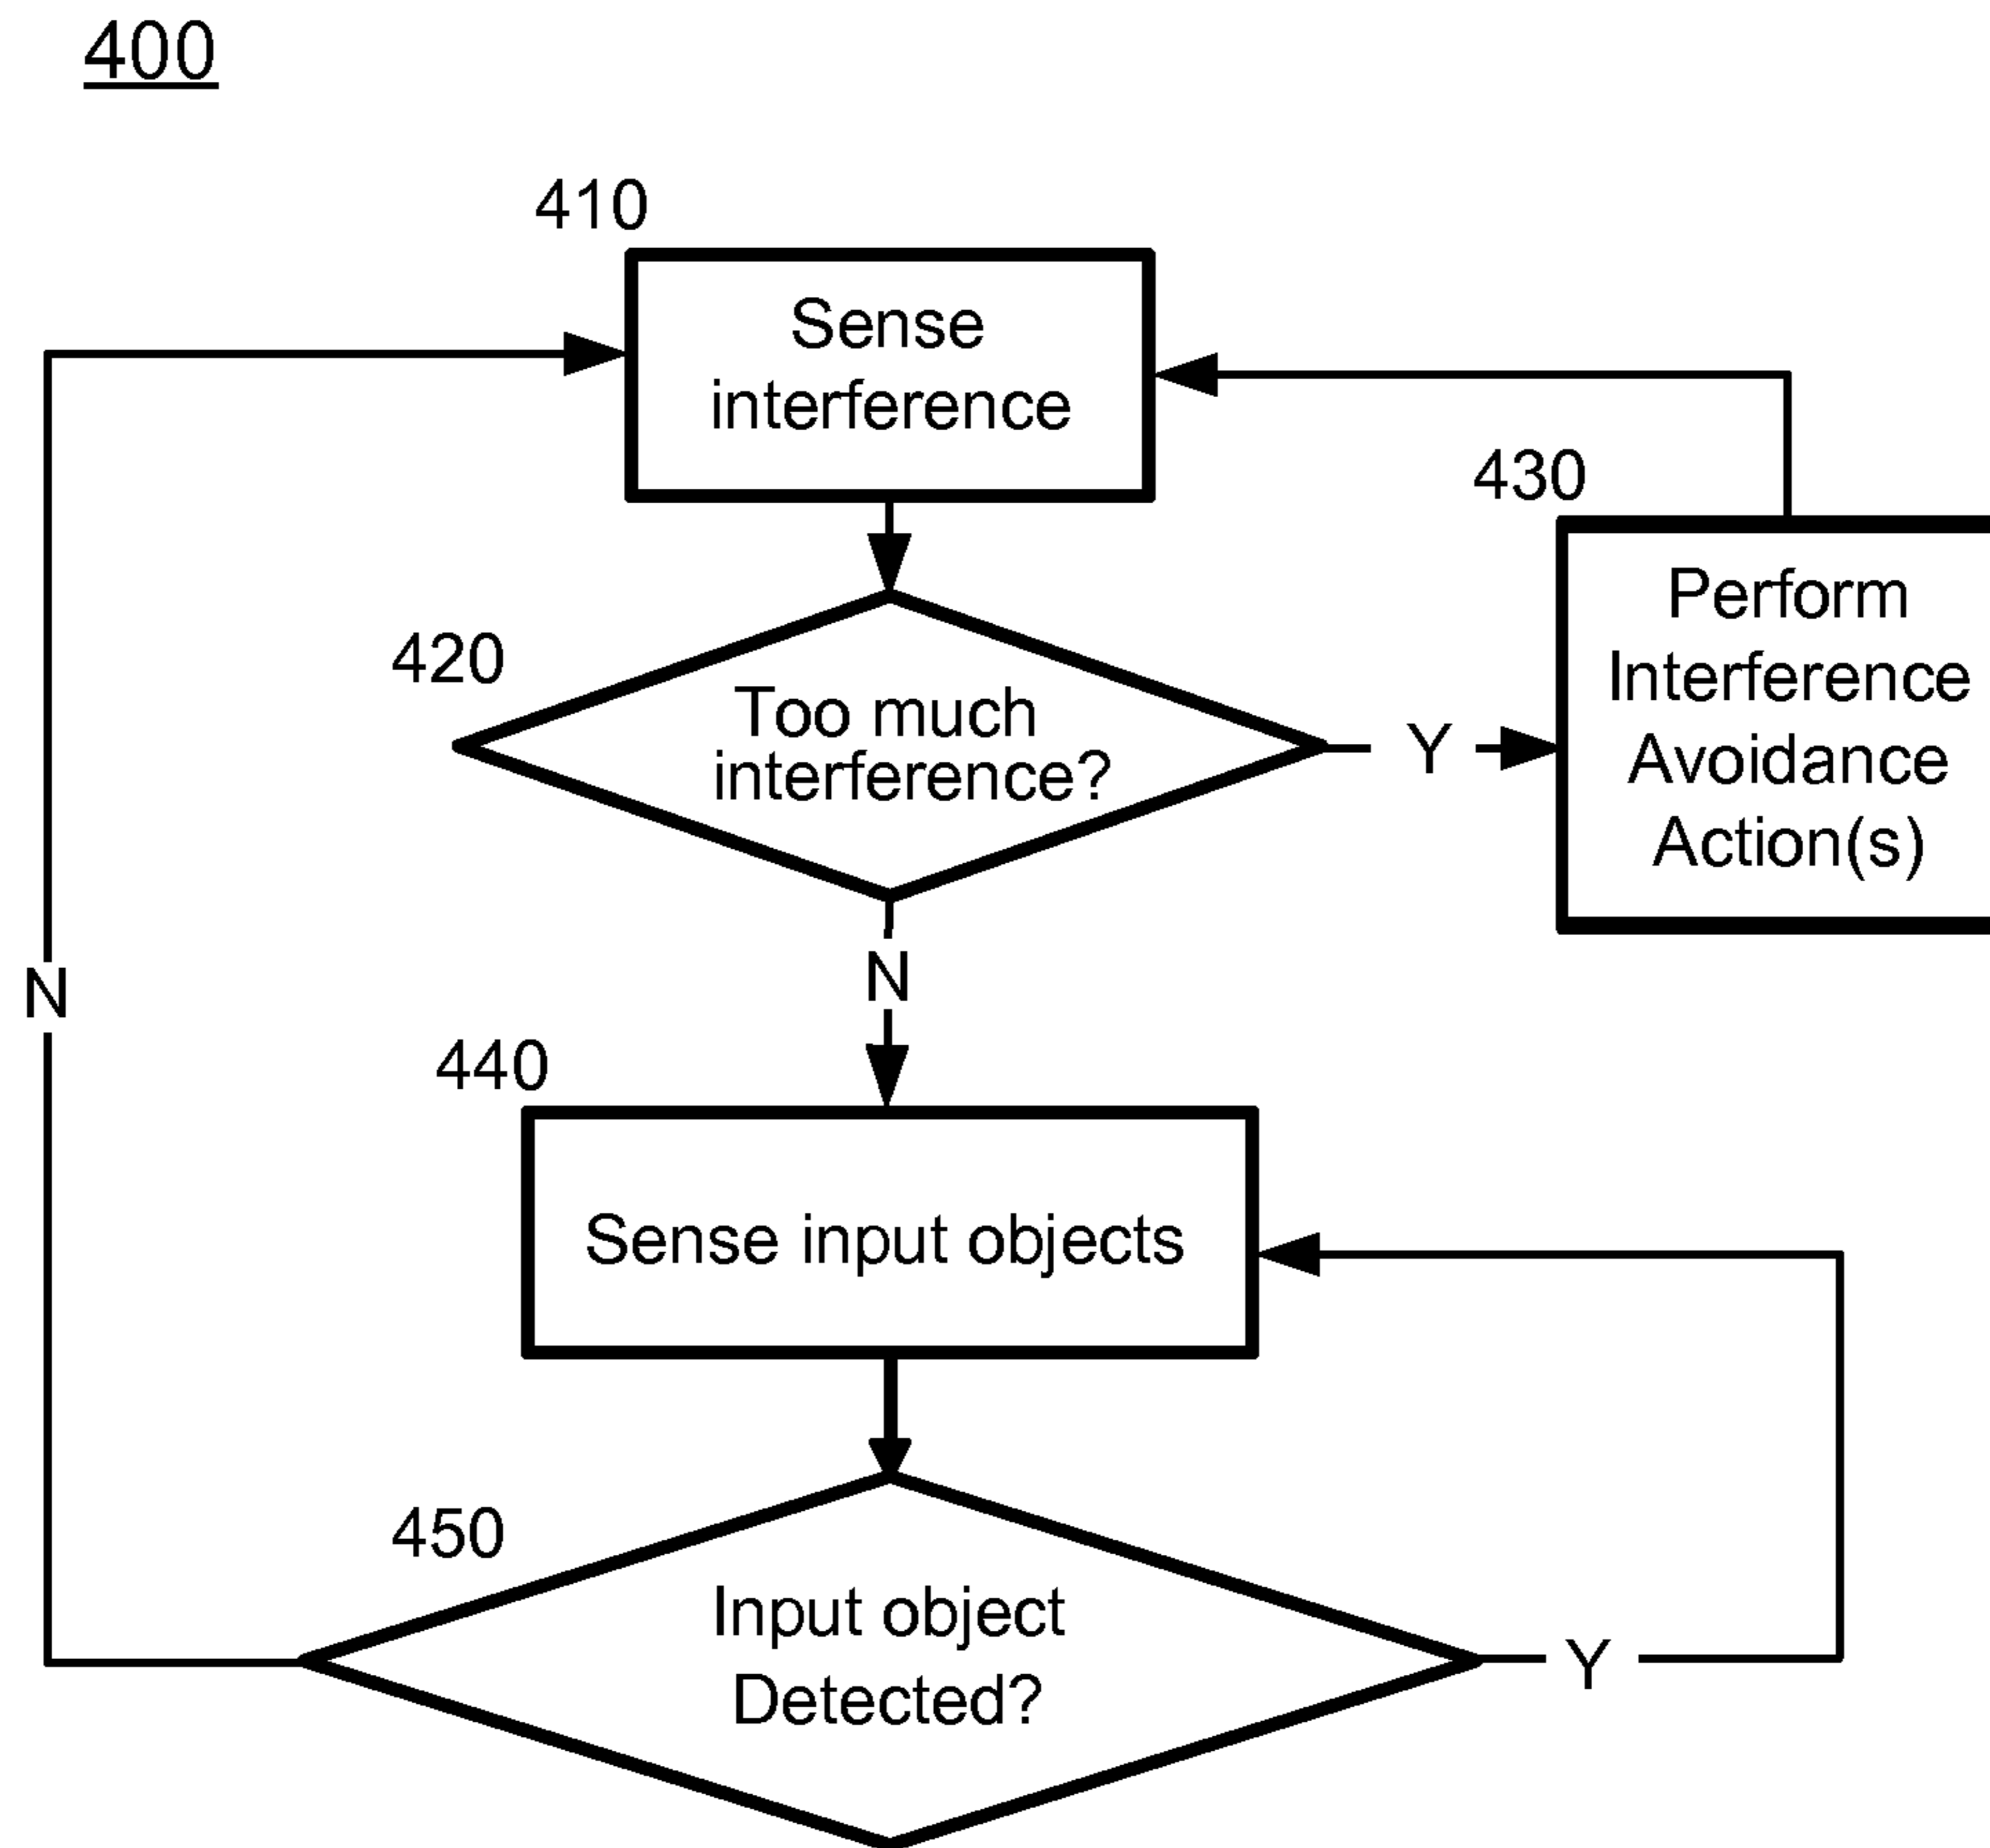 400
410
Sense
interference
430
Perform
Interference
Avoidance
Action(s)
420
Too much
interference?
Y
N
N
440
Sense input objects
450
Input object
Detected?
Y